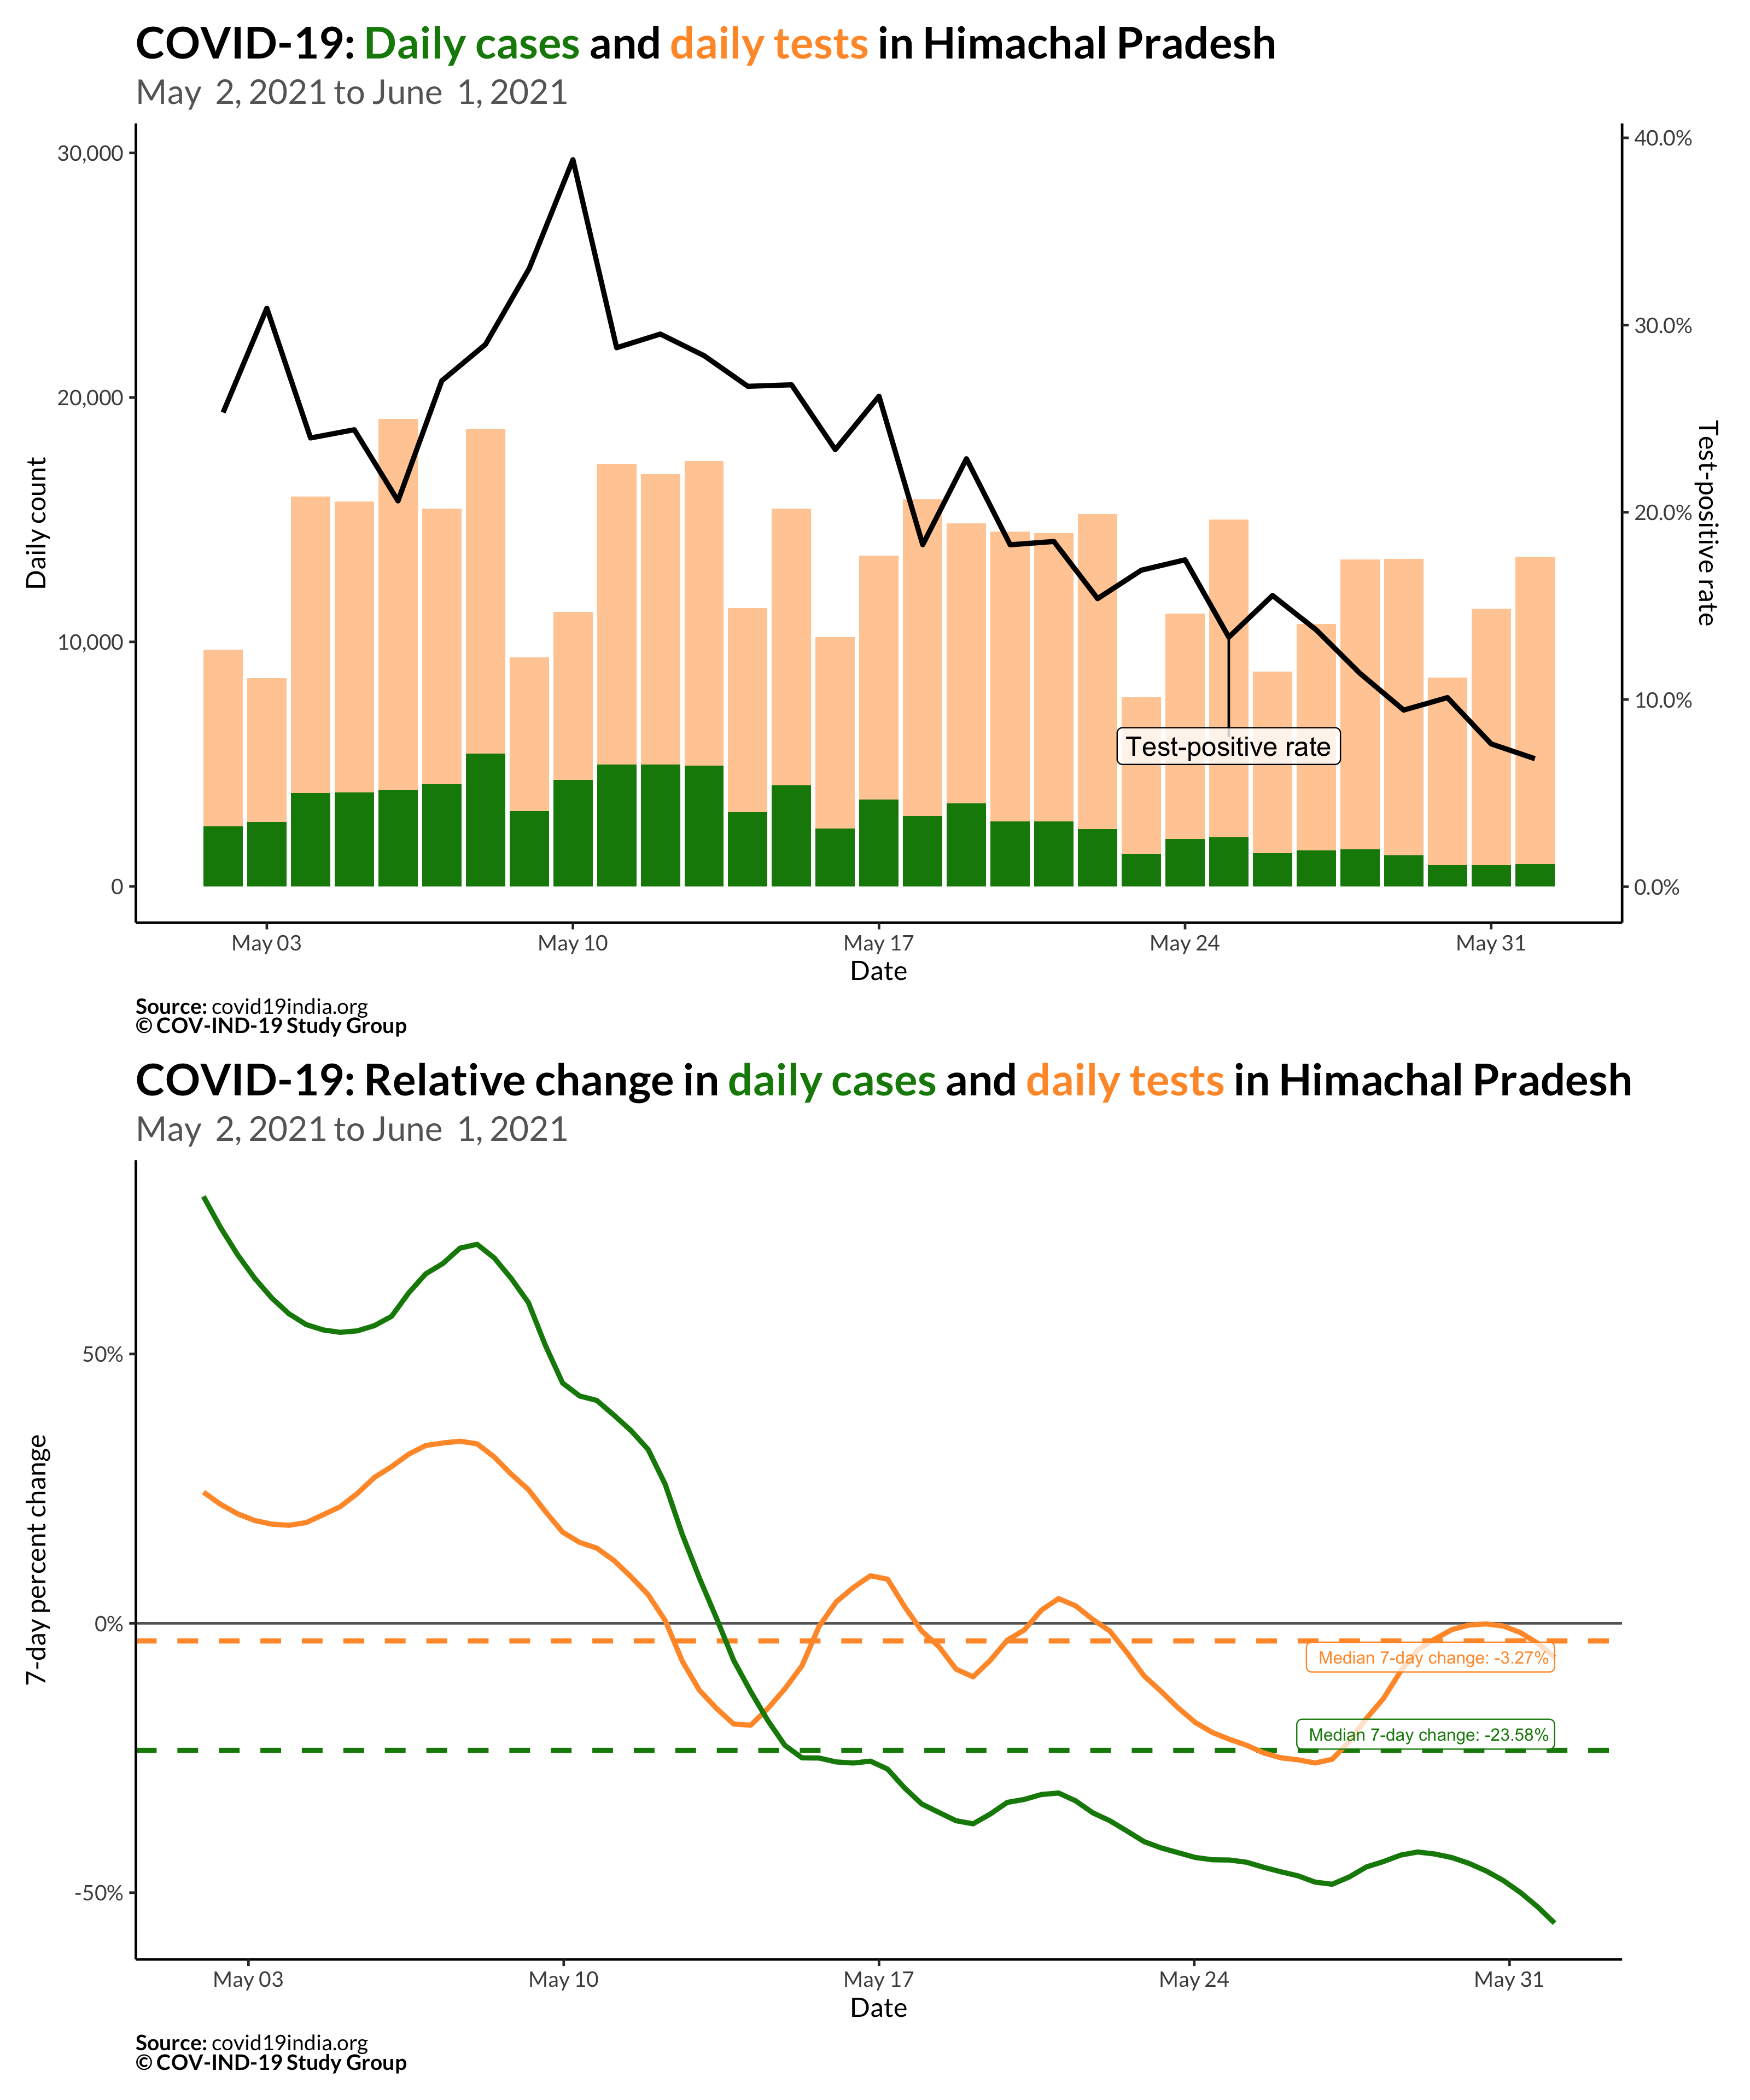 COVID-19: Daily cases and daily tests in Himachal Pradesh
May 2, 2021 to June 1, 2021
30,000
20,000
10,000
0
Daily count
40.0%
30.0%
20.0%
10.0%
0.0%
Test-positive rate
Test-positive rate
May 03
May 10
May 17
May 24
May 31
Date
Source: covid19india.org
© COV-IND-19 Study Group
COVID-19: Relative change in daily cases and daily tests in Himachal Pradesh
May 2, 2021 to June 1, 2021
50%
0%
-50%
7-day percent change
Median 7-day change: -3.27%
Median 7-day change: -23.58%
May 03
May 10
May 17
May 24
May 31
Date
Source: covid19india.org
© COV-IND-19 Study Group